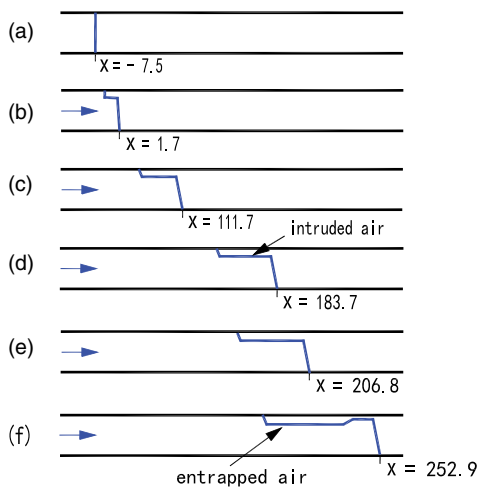 (a)
X = - 7.5
(b)
X = 1.7
(c)
X = 111.7
intruded air
(d)
X = 183.7
(e)
X = 206.8
(f)
entrapped air
X = 252.9